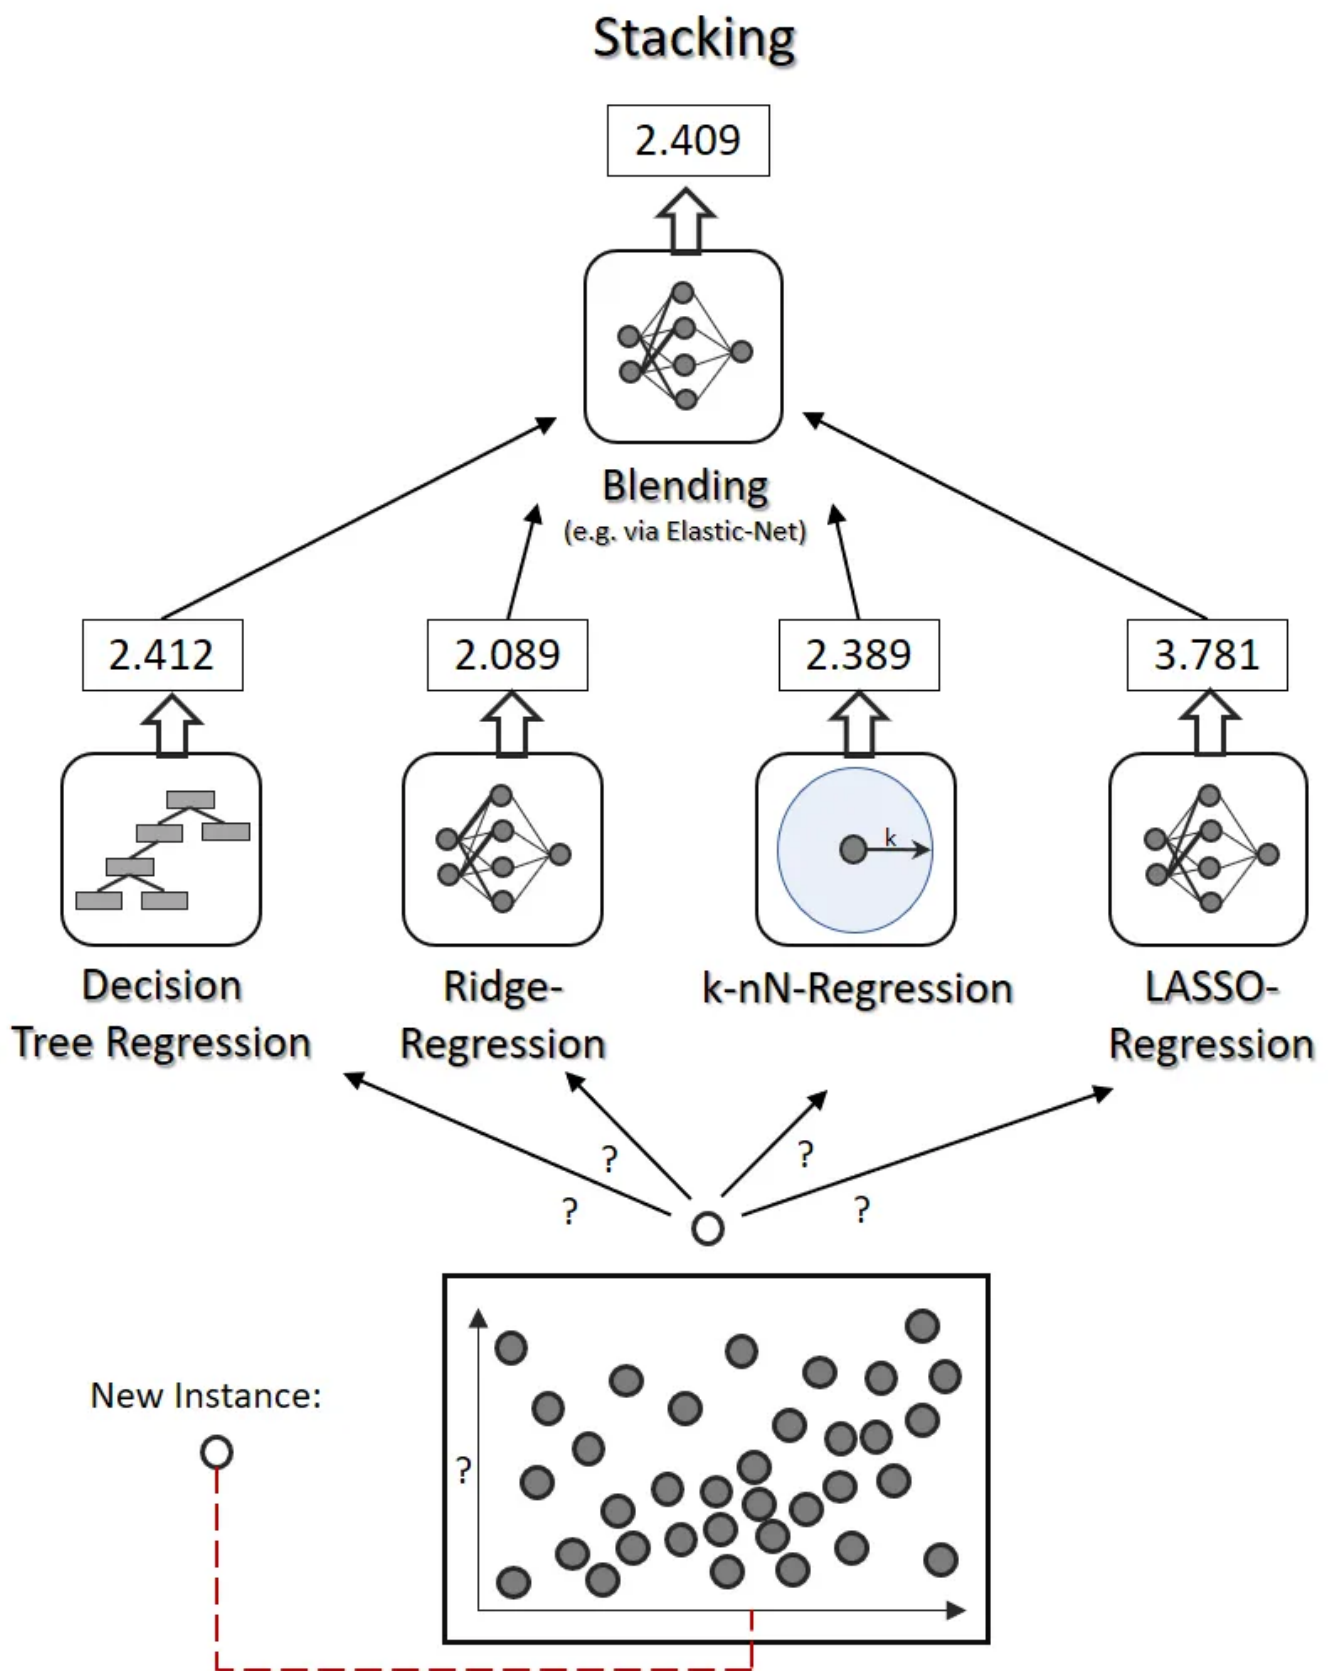 Stacking
2.409
Blending
(e.g. via Elastic-Net)
2.412
2.089
2.389
3.781
k
Decision
Tree Regression
Ridge-
Regression
k-nN-Regression
LASSO-
Regression
?
?
?
?
New Instance:
?